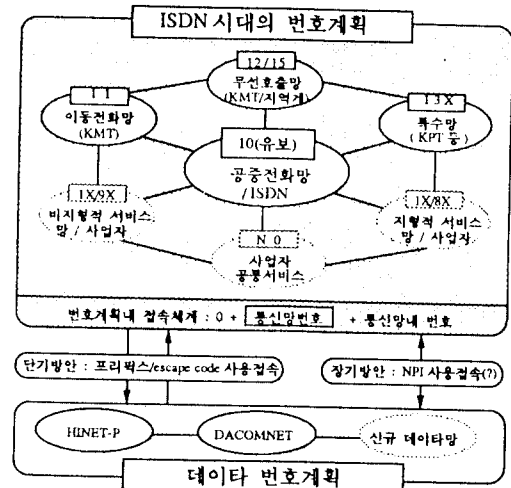 ISDN 시대의 번호계획
12/15
무선호출망
(KMT/지역계)
1 1
이동전화망
(KMT)
1 3 X
특수망
(KPT 등)
10(유보)
공중전화망
/ISDN
1X/9X
비지형적 서비스
망 / 사업자
1X/8X
지형적 서비스
망 / 사업자
N 0
사업자
공통서비스
번호계획내 접속체계 : 0 + 통신망번호 + 통신망내 번호
단기방안 : 프리픽스/escape code 사용접속
장기방안 : NPI 사용접속(?)
HINET-P
DACOMNET
신규 데이타망
데이타 번호계획